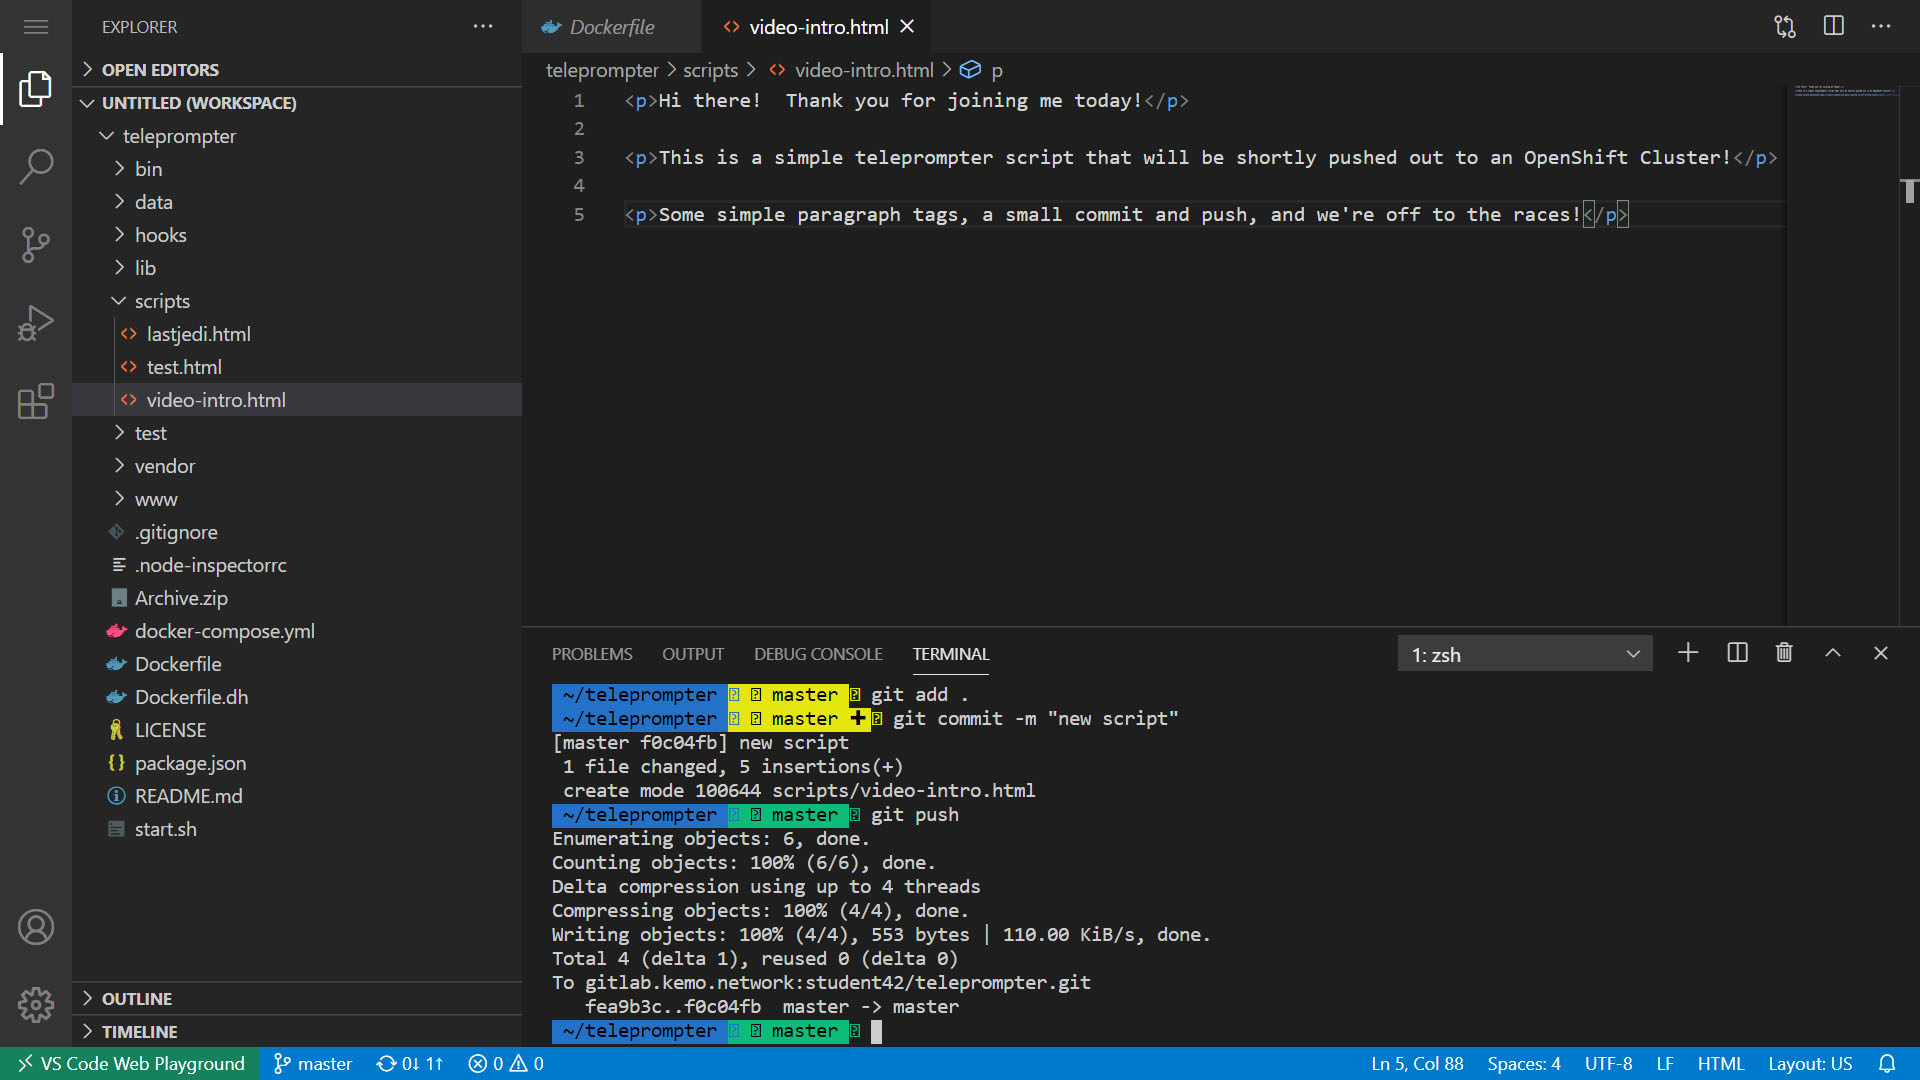 EXPLORER
OPEN EDITORS
UNTITLED (WORKSPACE)
teleprompter
bin
data
hooks
lib
scripts
lastjedi.html
test.html
video-intro.html
test
vendor
www
.gitignore
.node-inspectorrc
Archive.zip
docker-compose.yml
Dockerfile
Dockerfile.dh
LICENSE
package.json
README.md
start.sh
OUTLINE
TIMELINE
Dockerfile
video-intro.html
teleprompter > scripts > video-intro.html > p
1 <p>Hi there!  Thank you for joining me today!</p>
2
3 <p>This is a simple teleprompter script that will be shortly pushed out to an OpenShift Cluster!</p>
4
5 <p>Some simple paragraph tags, a small commit and push, and we're off to the races!</p>
PROBLEMS OUTPUT DEBUG CONSOLE TERMINAL 1: zsh
~/teleprompter master git add .
~/teleprompter master + git commit -m "new script"
[master f0c04fb] new script
1 file changed, 5 insertions(+)
create mode 100644 scripts/video-intro.html
~/teleprompter master git push
Enumerating objects: 6, done.
Counting objects: 100% (6/6), done.
Delta compression using up to 4 threads
Compressing objects: 100% (4/4), done.
Writing objects: 100% (4/4), 553 bytes | 110.00 KiB/s, done.
Total 4 (delta 1), reused 0 (delta 0)
To gitlab.kemo.network:student42/teleprompter.git
fea9b3c..f0c04fb  master -> master
~/teleprompter master
VS Code Web Playground master 0↓ 1↑ 0 0 Ln 5, Col 88 Spaces: 4 UTF-8 LF HTML Layout: US